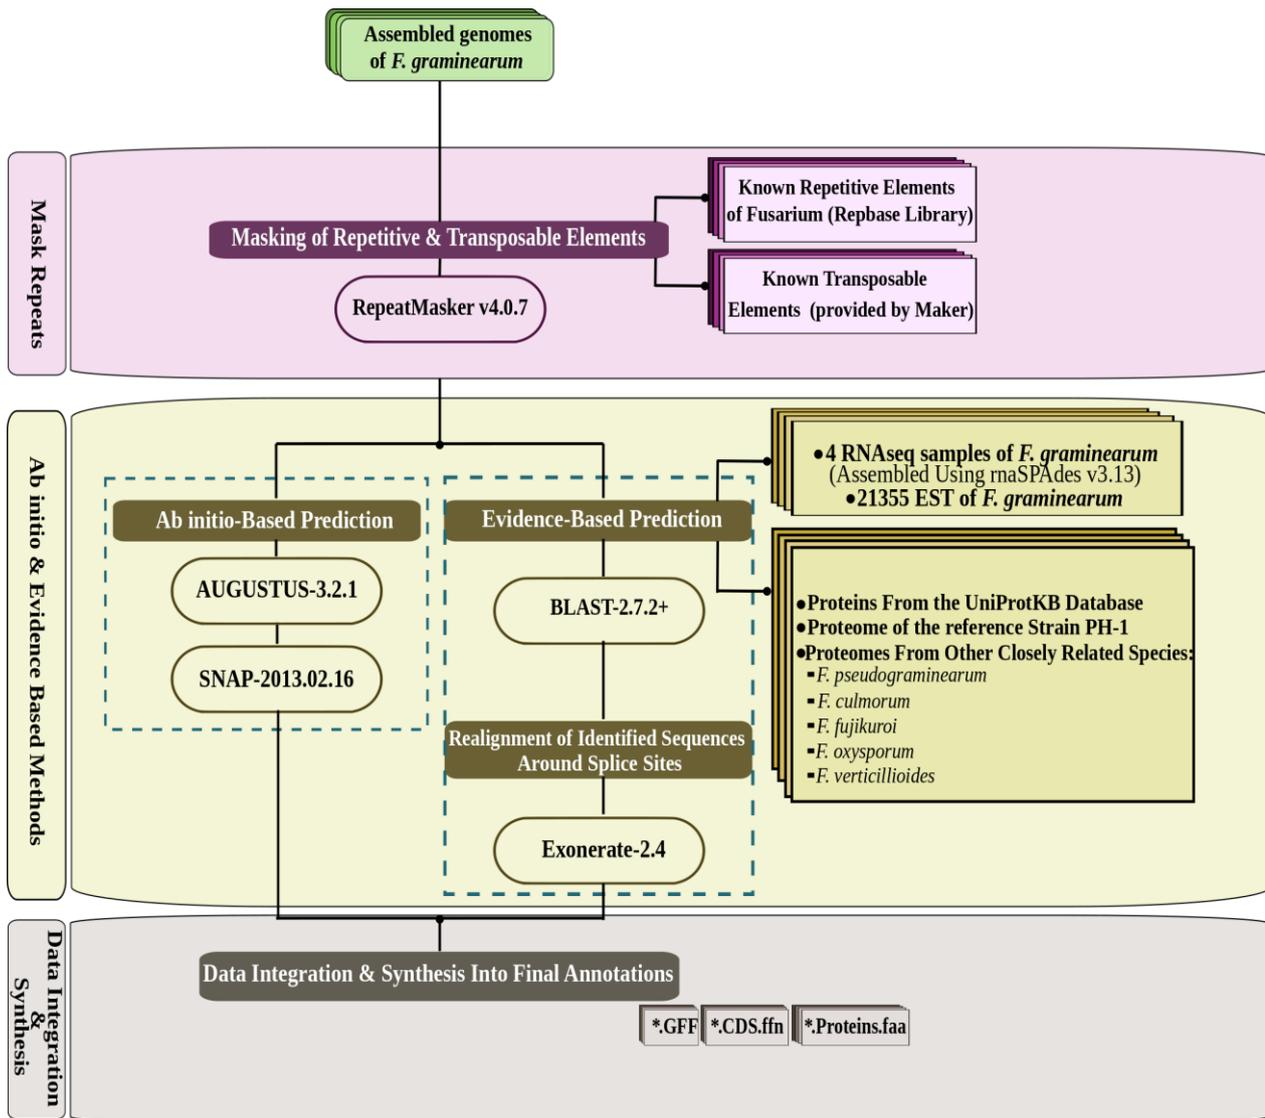 Assembled genomes
of F. graminearum
Mask Repeats
Masking of Repetitive & Transposable Elements
RepeatMasker v4.0.7
Known Repetitive Elements
of Fusarium (Repbase Library)
Known Transposable
Elements (provided by Maker)
Ab initio & Evidence Based Methods
Ab initio-Based Prediction
AUGUSTUS-3.2.1
SNAP-2013.02.16
Evidence-Based Prediction
BLAST-2.7.2+
Realignment of Identified Sequences
Around Splice Sites
Exonerate-2.4
●4 RNAseq samples of F. graminearum
(Assembled Using rnaSPAdes v3.13)
●21355 EST of F. graminearum
●Proteins From the UniProtKB Database
●Proteome of the reference Strain PH-1
●Proteomes From Other Closely Related Species:
▪F. pseudograminearum
▪F. culmorum
▪F. fujikuroi
▪F. oxysporum
▪F. verticillioides
Data Integration
&
Synthesis
Data Integration & Synthesis Into Final Annotations
*.GFF
*.CDS.ffn
*.Proteins.faa